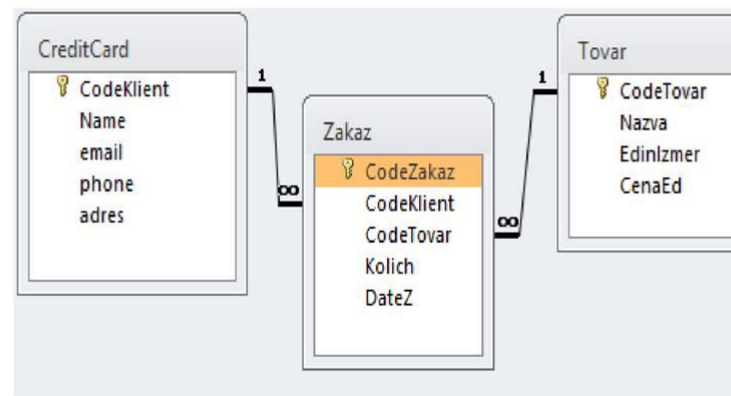 CreditCard
CodeKlient
Name
email
phone
adres
1
∞
Zakaz
CodeZakaz
CodeKlient
CodeTovar
Kolich
DateZ
1
∞
Tovar
CodeTovar
Nazva
EdinIzmer
CenaEd